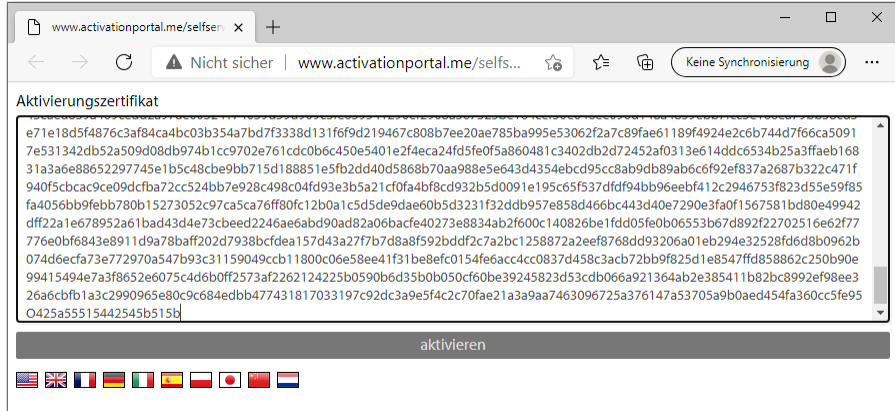 www.activationportal.me/selfserv
Nicht sicher
www.activationportal.me/selfs...
Keine Synchronisierung
Aktivierungszertifikat
e71e18d5f4876c3af84ca4bc03b354a7bd7f3338d131f6f9d219467c808b7ee20ae785ba995e53062f2a7c89fae61189f4924e2c6b744d7f66ca5091
7e531342db52a509d08db974b1cc9702e761cdc0b6c450e5401e2f4eca24fd5fe0f5a860481c3402db2d72452af0313e614ddc6534b25a3ffaeb168
31a3a6e88652297745e1b5c48cbe9bb715d188851e5fb2dd40d5868b70aa988e5e643d4354ebcd95cc8ab9db89ab6c6f92ef837a2687b322c471f
940f5cbcac9ce09dcfba72cc524bb7e928c498c04fd93e3b5a21cf0fa4bf8cd932b5d0091e195c65f537dfdf94bb96eebf412c2946753f823d55e59f85
fa4056bb9febb780b15273052c97ca5ca76ff80fc12b0a1c5d5de9dae60b5d3231f32ddb957e858d466bc443d40e7290e3fa0f1567581bd80e49942
dff22a1e678952a61bad43d4e73cbeed2246ae6abd90ad82a06bacfe40273e8834ab2f600c140826be1fdd05fe0b06553b67d892f22702516e62f77
776e0bf6843e8911d9a78baff202d7938bcfdea157d43a27f7b7d8a8f592bddf2c7a2bc1258872a2eef8768dd93206a01eb294e32528fd6d8b0962b
074d6ecfa73e772970a547b93c31159049ccb11800c06e58ee41f31be8efc0154fe6acc4cc0837d458c3acb72bb9f825d1e8547ffd858862c250b90e
99415494e7a3f8652e6075c4d6b0ff2573af2262124225b0590b6d35b0b050cf60be39245823d53cdb066a921364ab2e385411b82bc8992ef98ee3
26a6cbfb1a3c2990965e80c9c684edbb477431817033197c92dc3a9e5f4c2c70fae21a3a9aa7463096725a376147a53705a9b0aed454fa360cc5fe95
O425a55515442545b515b
aktivieren